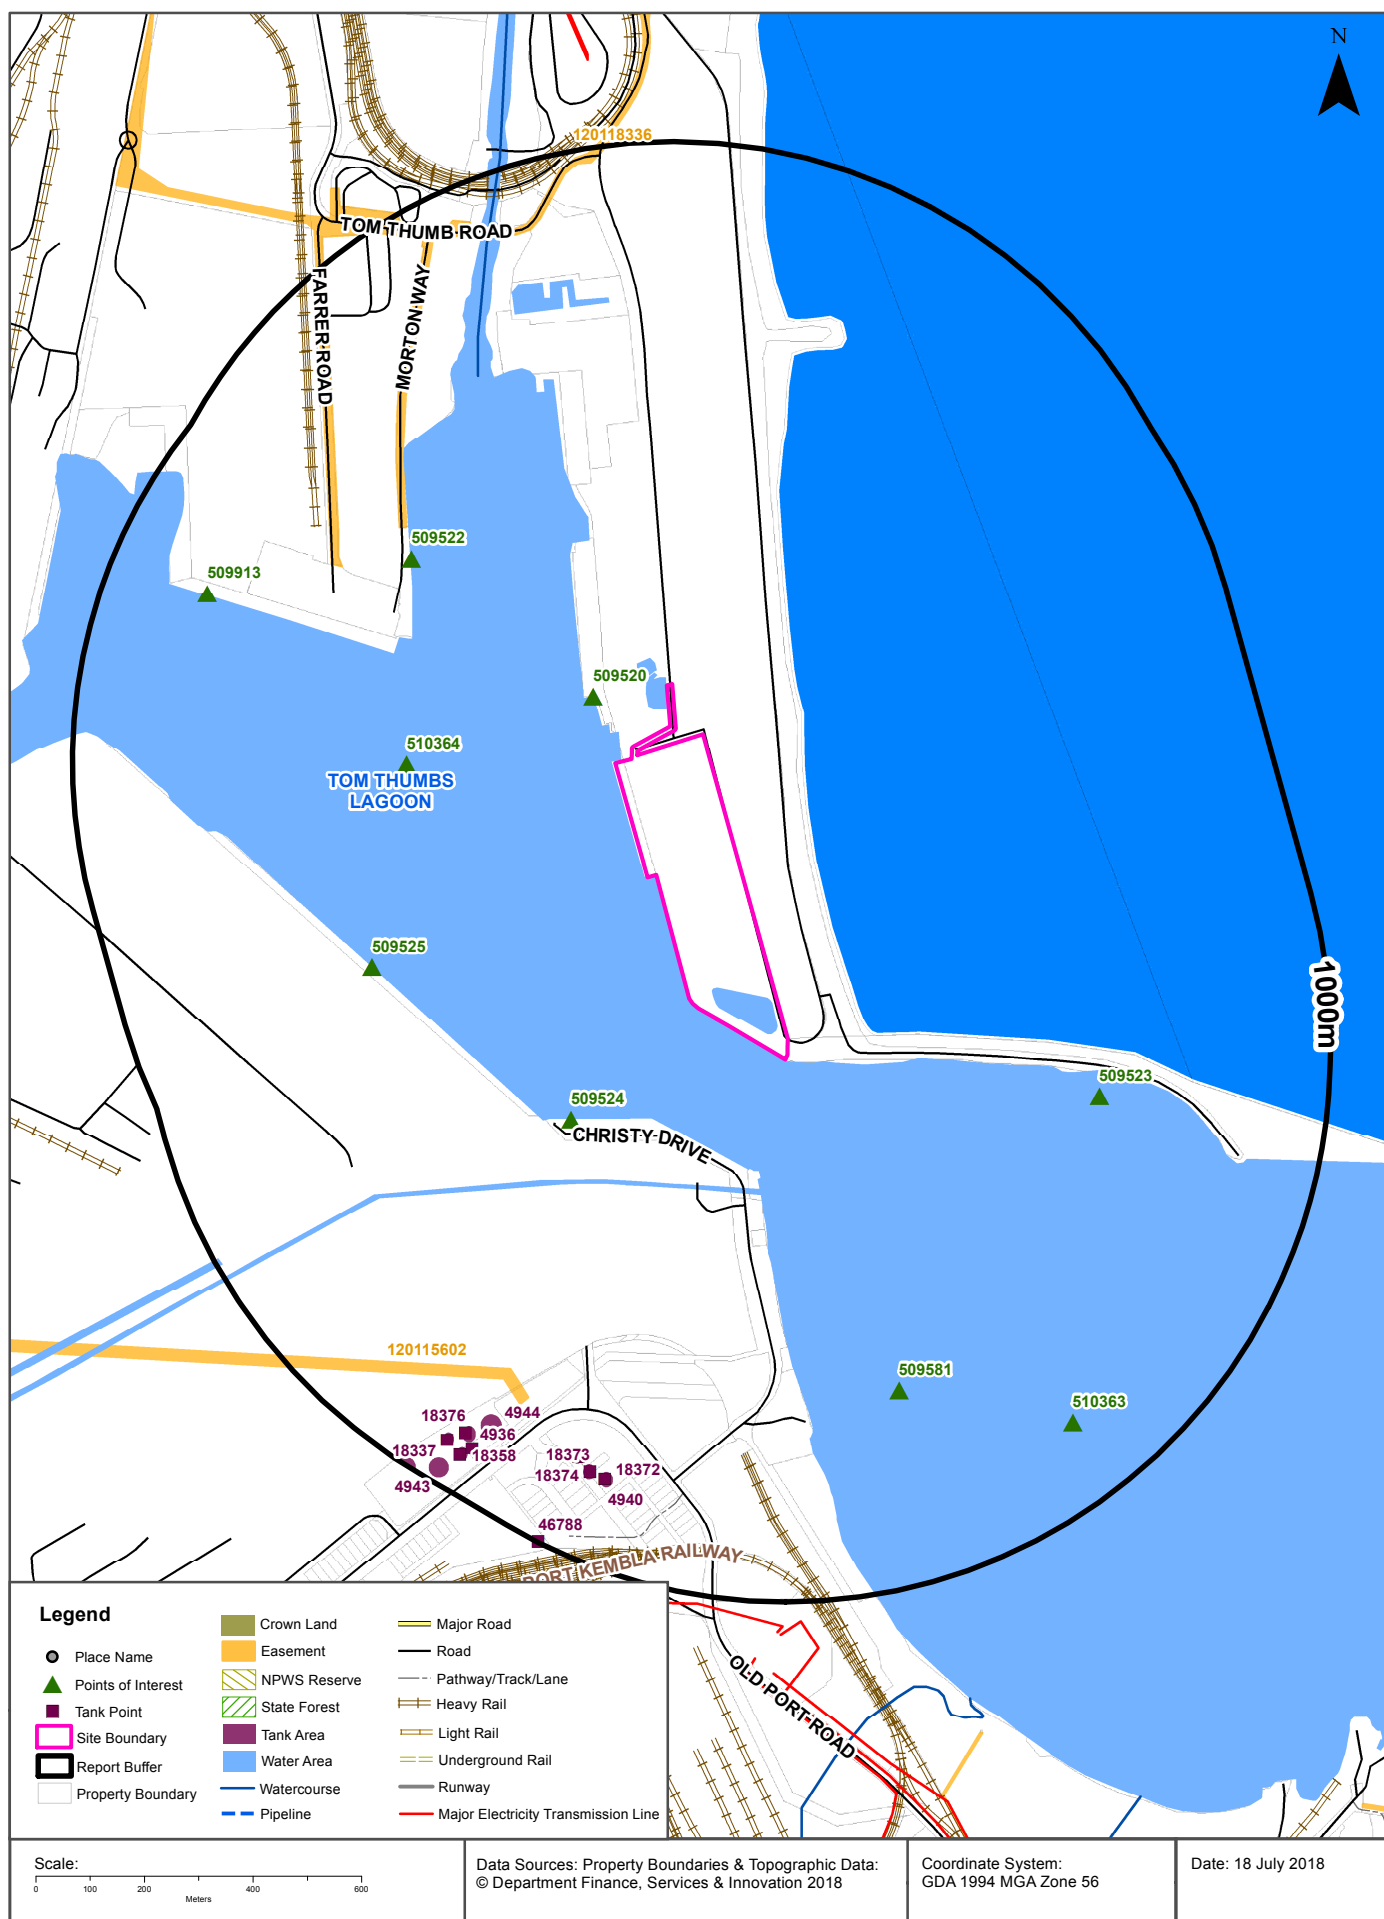 N
120118336
TOM THUMB ROAD
FARRER ROAD
MORTON WAY
509522
509913
509520
510364
TOM THUMBS
LAGOON
509525
1000m
509523
509524
CHRISTY DRIVE
120115602
509581
510363
18376
4944
4936
18337
18358
4943
18373
18374
18372
4940
46788
PORT KEMBLA RAILWAY
OLD PORT ROAD
Legend
Place Name
Points of Interest
Tank Point
Site Boundary
Report Buffer
Property Boundary
Crown Land
Easement
NPWS Reserve
State Forest
Tank Area
Water Area
Watercourse
Pipeline
Major Road
Road
Pathway/Track/Lane
Heavy Rail
Light Rail
Underground Rail
Runway
Major Electricity Transmission Line
Scale:
0 100 200 400 600
Meters
Data Sources: Property Boundaries & Topographic Data:
© Department Finance, Services & Innovation 2018
Coordinate System:
GDA 1994 MGA Zone 56
Date: 18 July 2018